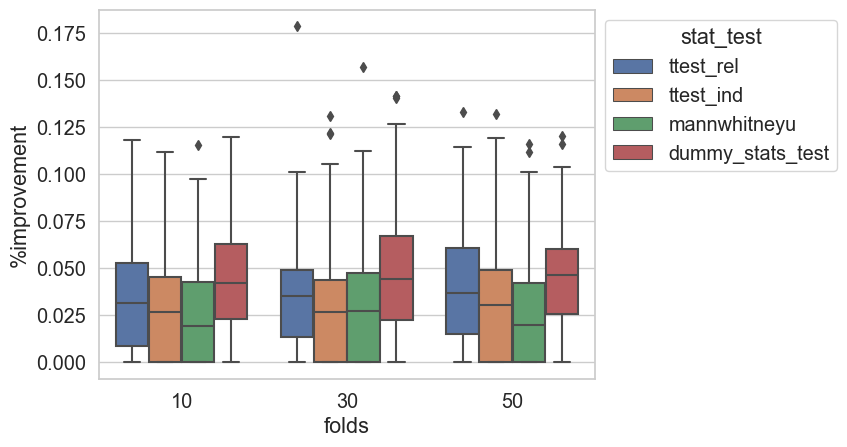 %improvement
0.175
0.150
0.125
0.100
0.075
0.050
0.025
0.000
10
30
50
folds
stat_test
ttest_rel
ttest_ind
mannwhitneyu
dummy_stats_test